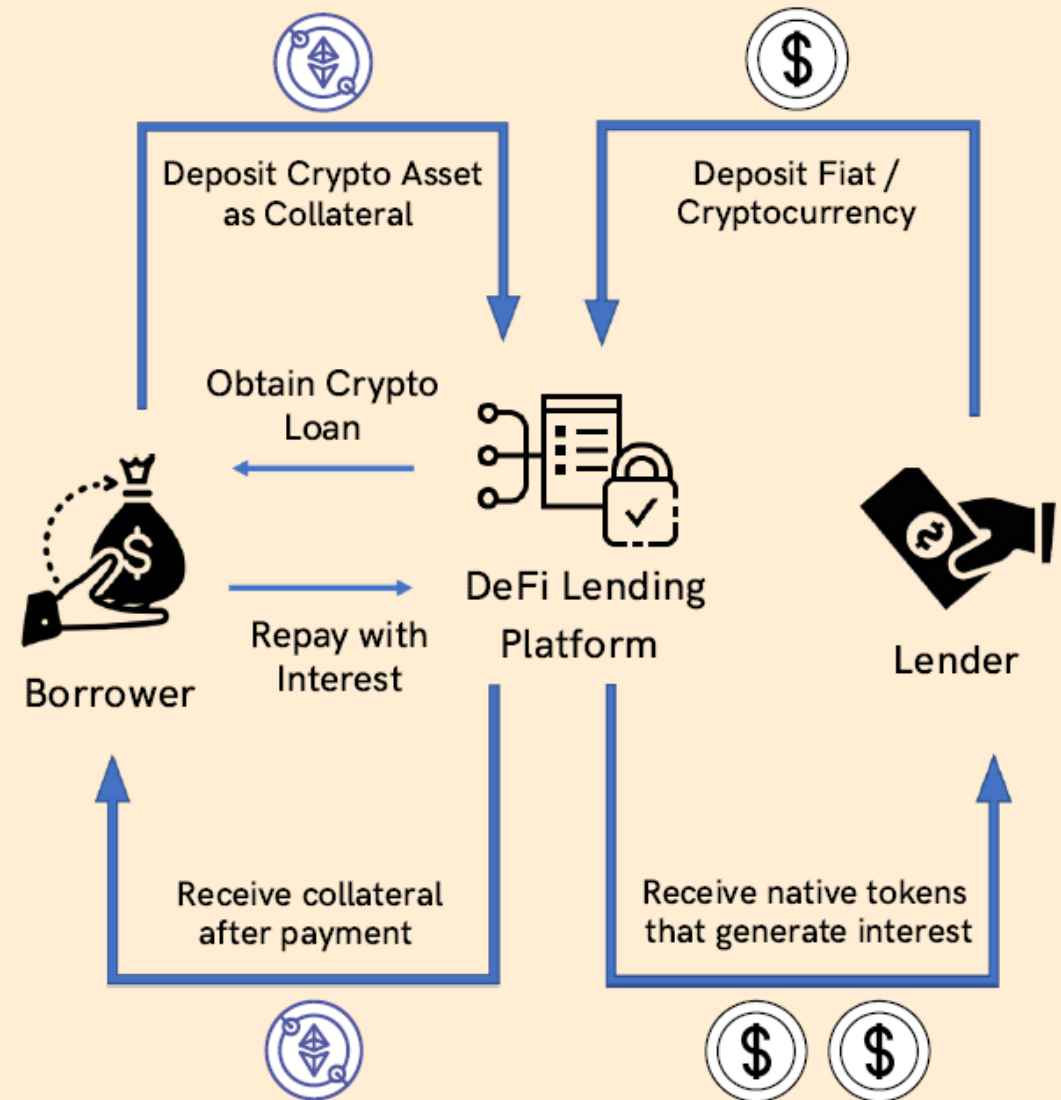 Deposit Crypto Asset
as Collateral
Deposit Fiat /
Cryptocurrency
Obtain Crypto
Loan
Repay with
Interest
Borrower
DeFi Lending
Platform
Lender
Receive collateral
after payment
Receive native tokens
that generate interest